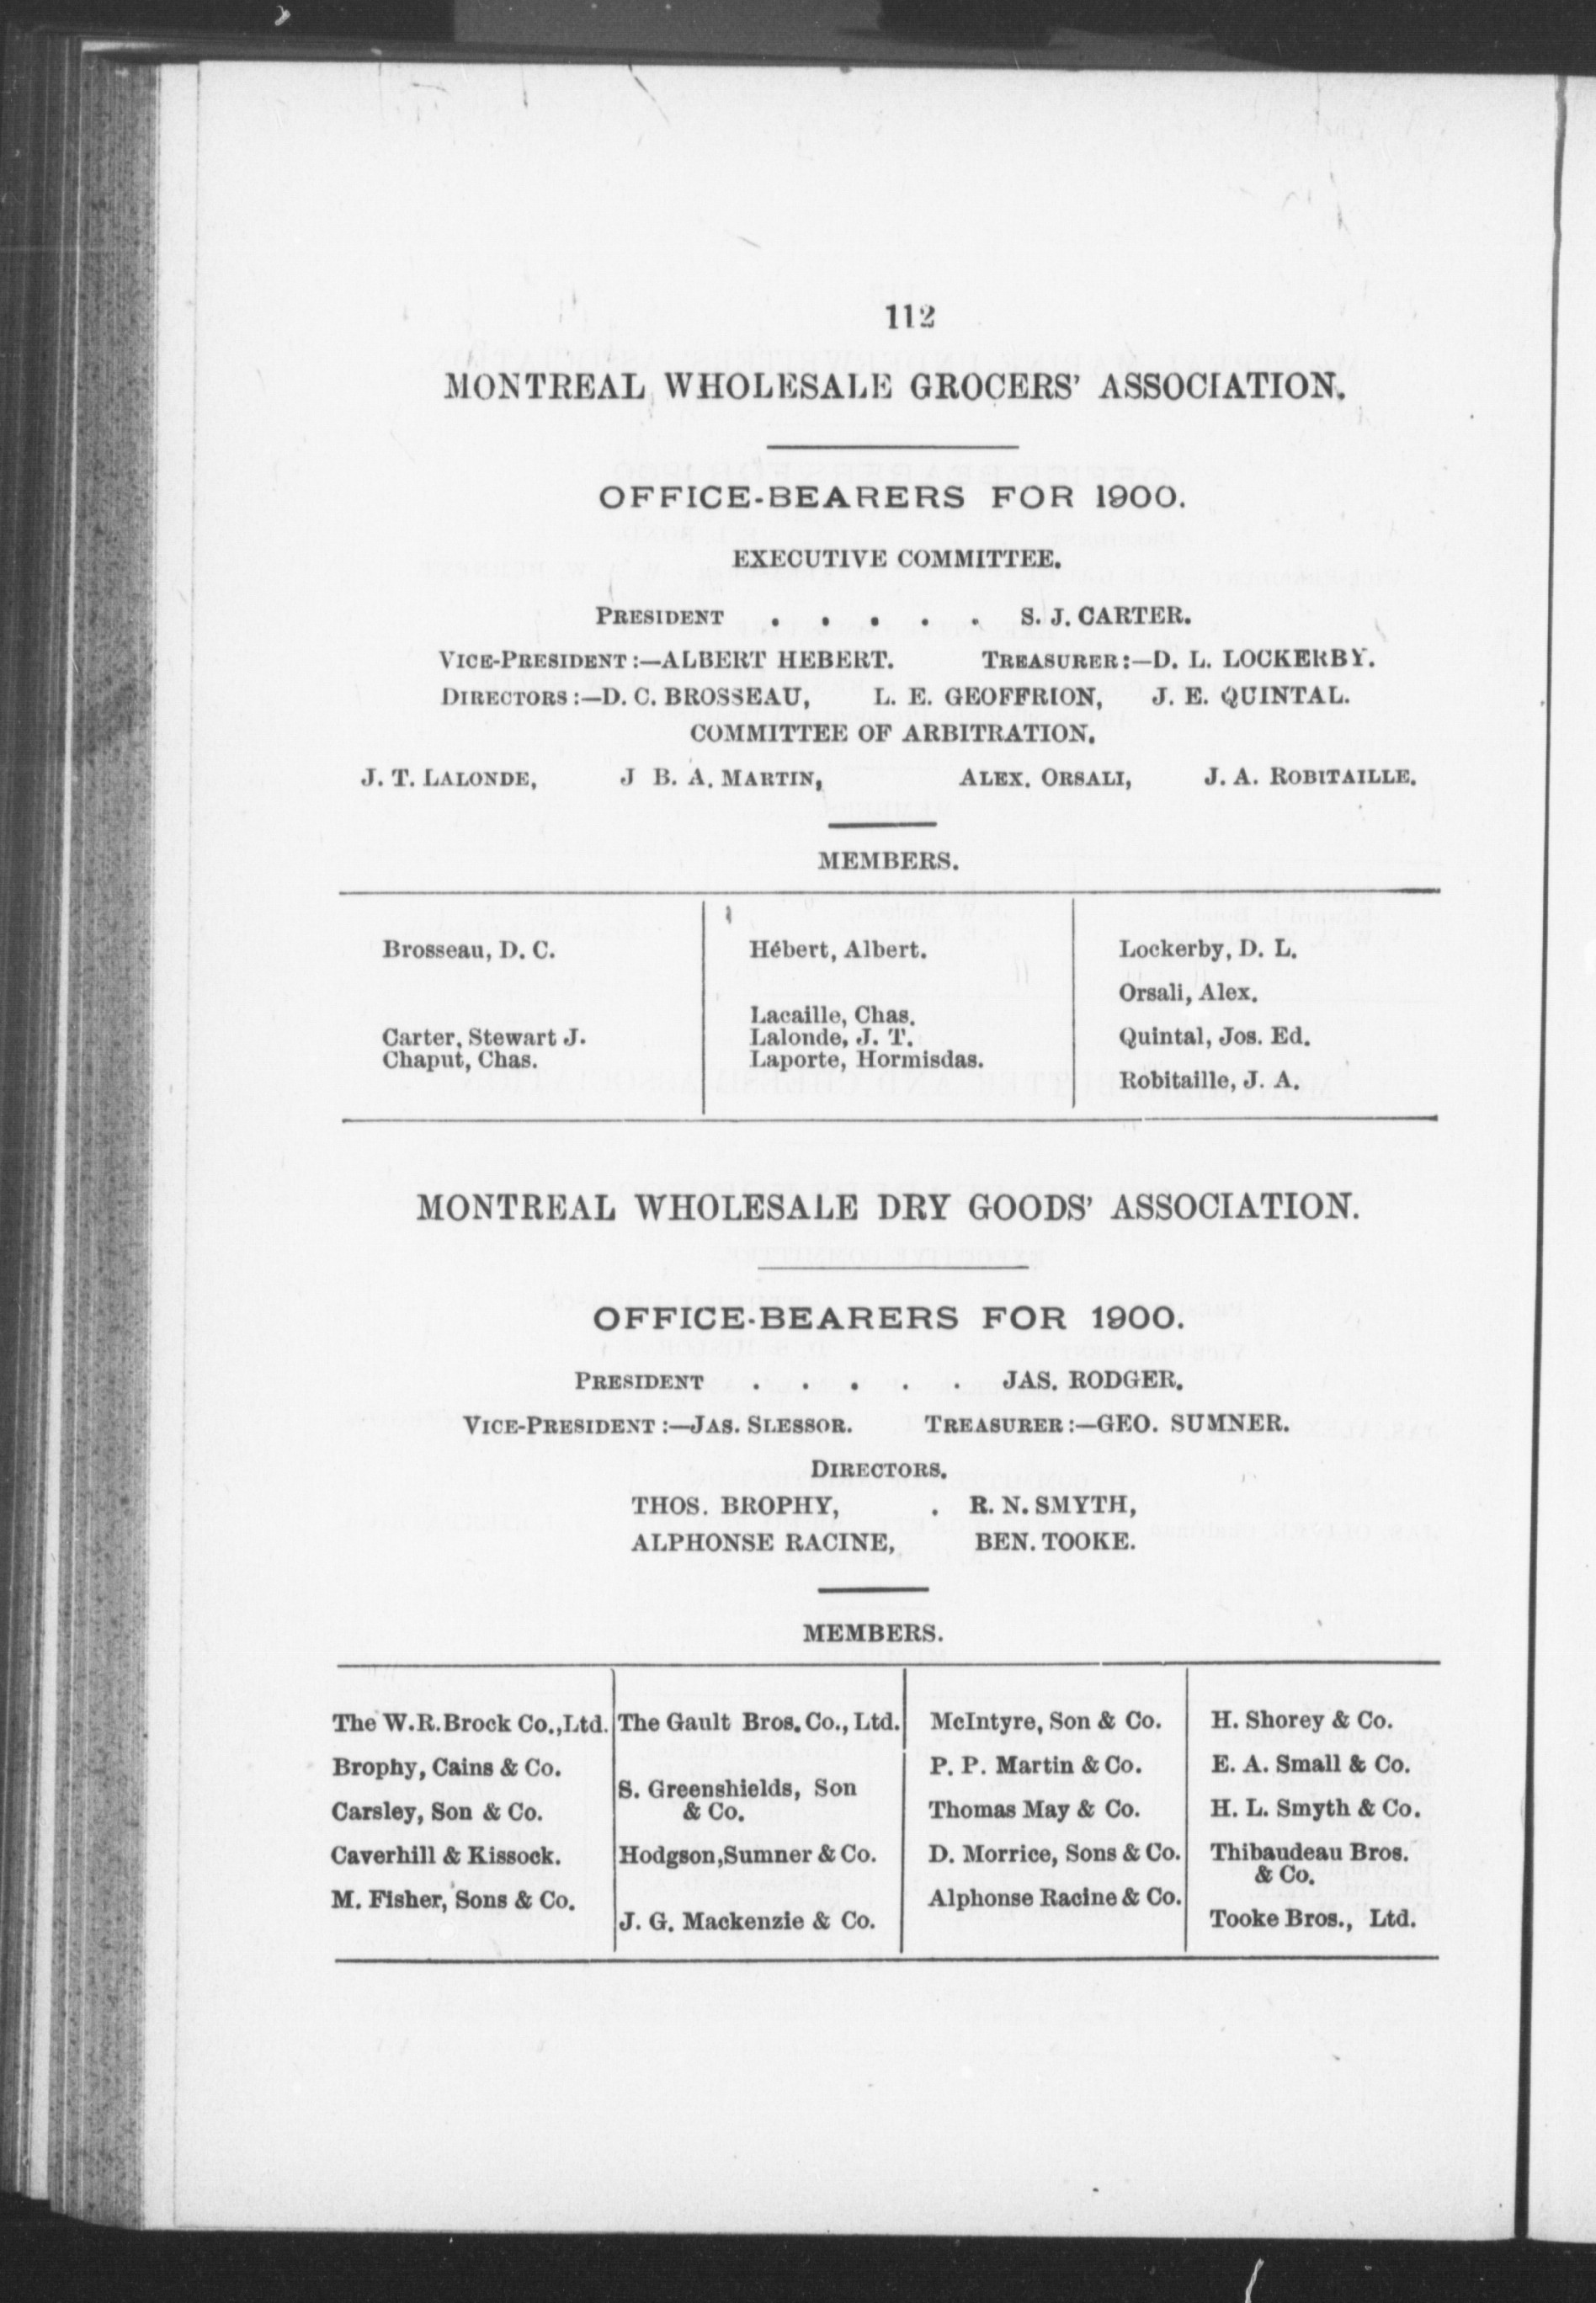 112
MONTREAL WHOLESALE GROCERS' ASSOCIATION.
OFFICE-BEARERS FOR 1900.
EXECUTIVE COMMITTEE.
PRESIDENT . . . . . S. J. CARTER.
VICE-PRESIDENT :—ALBERT HEBERT. TREASURER :—D. L. LOCKERBY.
DIRECTORS :—D. C. BROSSEAU, L. E. GEOFFRION, J. E. QUINTAL.
COMMITTEE OF ARBITRATION.
J. T. LALONDE, J B. A. MARTIN, ALEX. ORSALI, J. A. ROBITAILLE.
MEMBERS.
Brosseau, D. C.
Carter, Stewart J.
Chaput, Chas.
Hébert, Albert.
Lacaille, Chas.
Lalonde, J. T.
Laporte, Hormisdas.
Lockerby, D. L.
Orsali, Alex.
Quintal, Jos. Ed.
Robitaille, J. A.
MONTREAL WHOLESALE DRY GOODS' ASSOCIATION.
OFFICE-BEARERS FOR 1900.
PRESIDENT . . . . . JAS. RODGER.
VICE-PRESIDENT :—JAS. SLESSOR. TREASURER :—GEO. SUMNER.
DIRECTORS.
THOS. BROPHY, . R. N. SMYTH,
ALPHONSE RACINE, BEN. TOOKE.
MEMBERS.
The W.R. Brock Co., Ltd.
Brophy, Cains & Co.
Carsley, Son & Co.
Caverhill & Kissock.
M. Fisher, Sons & Co.
The Gault Bros. Co., Ltd.
S. Greenshields, Son
& Co.
Hodgson, Sumner & Co.
J. G. Mackenzie & Co.
McIntyre, Son & Co.
P. P. Martin & Co.
Thomas May & Co.
D. Morrice, Sons & Co.
Alphonse Racine & Co.
H. Shorey & Co.
E. A. Small & Co.
H. L. Smyth & Co.
Thibaudeau Bros.
& Co.
Tooke Bros., Ltd.